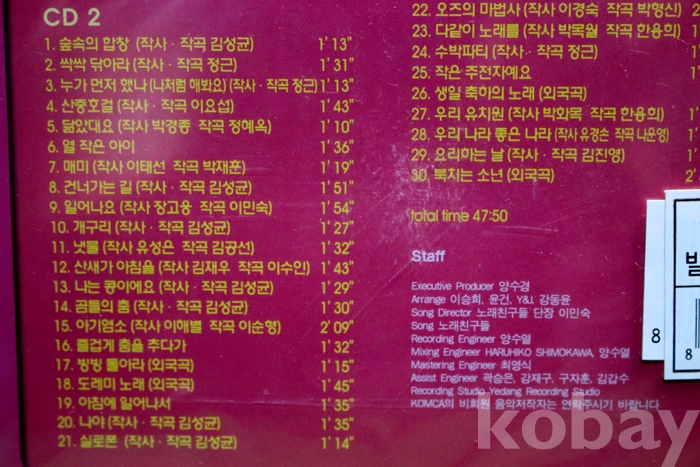 CD 2
1. 숲속의 합창 (작사 · 작곡 김성균) 1' 13"
2. 싹싹 닦아라 (작사 · 작곡 정근) 1' 31"
3. 누가 먼저 했나 (나처럼 해봐요) (작사 · 작곡 정근) 1' 13"
4. 산중호걸 (작사 · 작곡 이요섭) 1' 43"
5. 닮았대요 (작사 박경종 작곡 정혜옥) 1' 10"
6. 열 작은 아이 1' 36"
7. 매미 (작사 이태선 작곡 박재훈) 1' 19"
8. 건너가는 길 (작사 · 작곡 김성균) 1' 51"
9. 일어나요 (작사 장고웅 작곡 이민숙) 1' 54"
10. 개구리 (작사 · 작곡 김성균) 1' 27"
11. 냇물 (작사 유성은 작곡 김공선) 1' 32"
12. 산새가 아침을 (작사 김재우 작곡 이수인) 1' 43"
13. 나는 콩이에요 (작사 · 작곡 김성균) 1' 29"
14. 곰들의 춤 (작사 · 작곡 김성균) 1' 30"
15. 아기염소 (작사 이해별 작곡 이순형) 2' 09"
16. 즐겁게 춤을 추다가 1' 32"
17. 빙빙 돌아라 (외국곡) 1' 15"
18. 도레미 노래 (외국곡) 1' 45"
19. 아침에 일어나서 1' 35"
20. 나야 (작사 · 작곡 김성균) 1' 35"
21. 실로폰 (작사 · 작곡 김성균) 1' 14"
22. 오즈의 마법사 (작사 이경숙 작곡 박형신) 2'
23. 다같이 노래를 (작사 박목월 작곡 한용희)
24. 수박파티 (작사 · 작곡 정근)
25. 작은 주전자예요
26. 생일 축하의 노래 (외국곡)
27. 우리 유치원 (작사 박화목 작곡 한용희) 1'
28. 우리 나라 좋은 나라 (작사 유경손 작곡 나운영)
29. 요리하는 날 (작사 · 작곡 김진영) 1'
30. 북치는 소년 (외국곡) 2'
total time 47:50
Staff
Executive Producer 양수경
Arrange 이승희, 윤건, Y&J, 강동윤
Song Director 노래친구들 단장 이민숙
Song 노래친구들
Recording Engineer 양수열
Mixing Engineer HARUHIKO SHIMOKAWA, 양수열
Mastering Engineer 최영식
Assist Engineer 곽승은, 강재구, 구자훈, 김갑수
Recording Studio Yedang Recording Studio
KOMCA의 비회원 음악저작자는 연락주시기 바랍니다
8
8
kobay